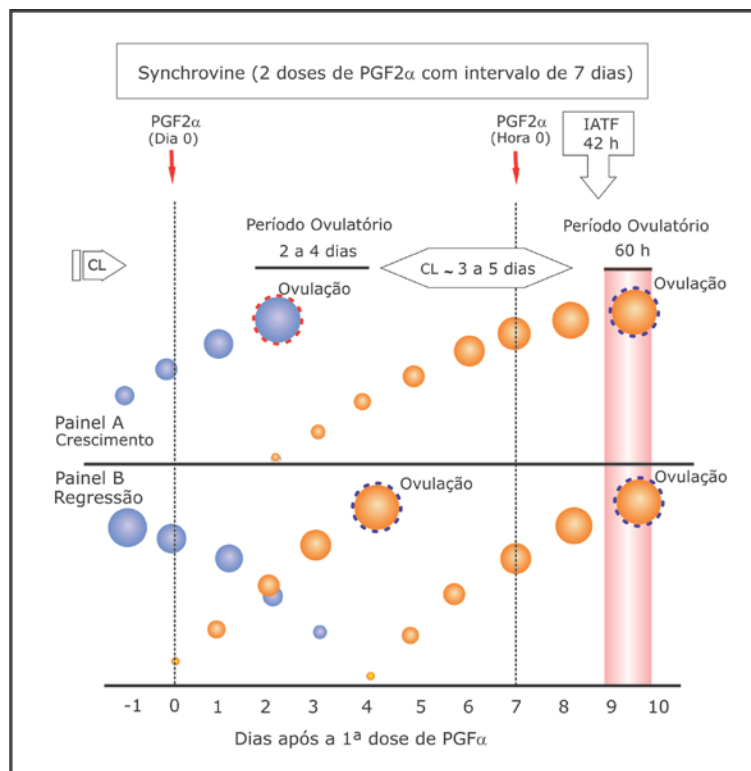 Synchrovine (2 doses de PGF2α com intervalo de 7 dias)
PGF2α
(Dia 0)
PGF2α
(Hora 0)
IATF
42 h
CL
Período Ovulatório
2 a 4 dias
CL ~ 3 a 5 dias
Período Ovulatório
60 h
Ovulação
Ovulação
Painel A
Crescimento
Painel B
Regressão
Ovulação
Ovulação
-1 0 1 2 3 4 5 6 7 8 9 10
Dias após a 1ª dose de PGFα